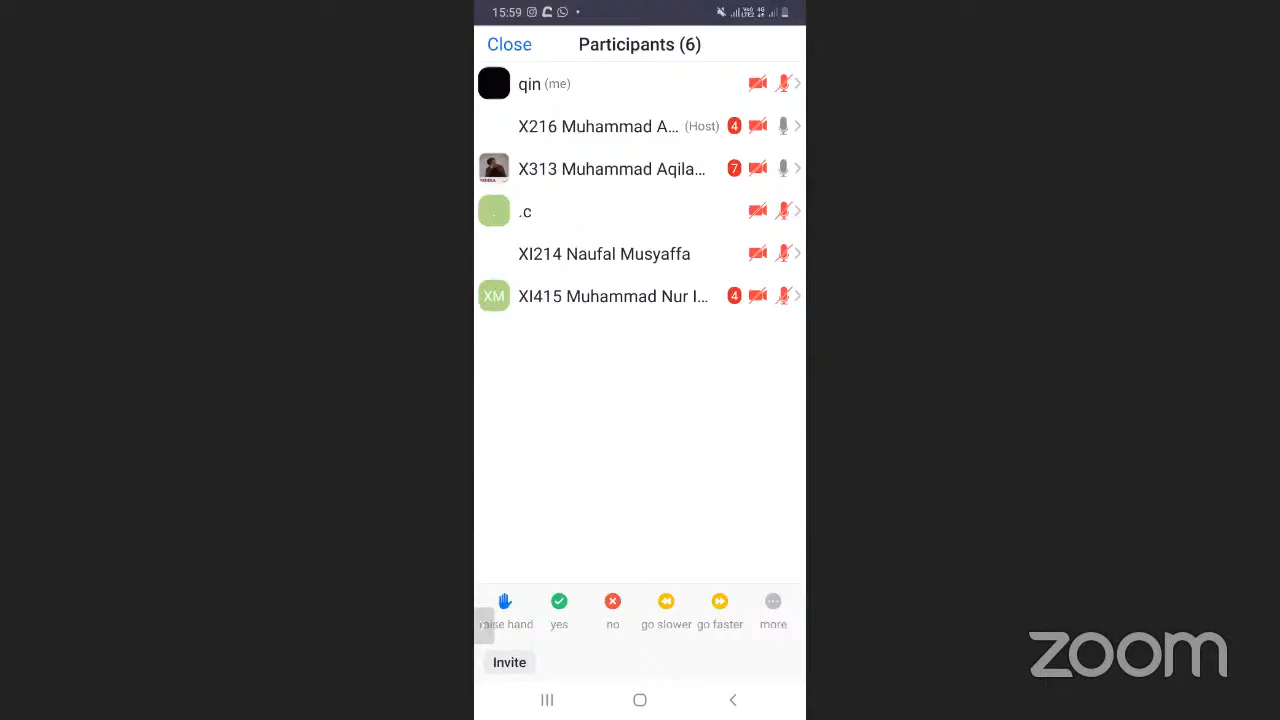 15:59
Close Participants (6)
qin (me)
X216 Muhammad A... (Host) 4
X313 Muhammad Aqila... 7
. .c
XI214 Naufal Musyaffa
XM XI415 Muhammad Nur I... 4
raise hand yes no go slower go faster more
Invite
zoom